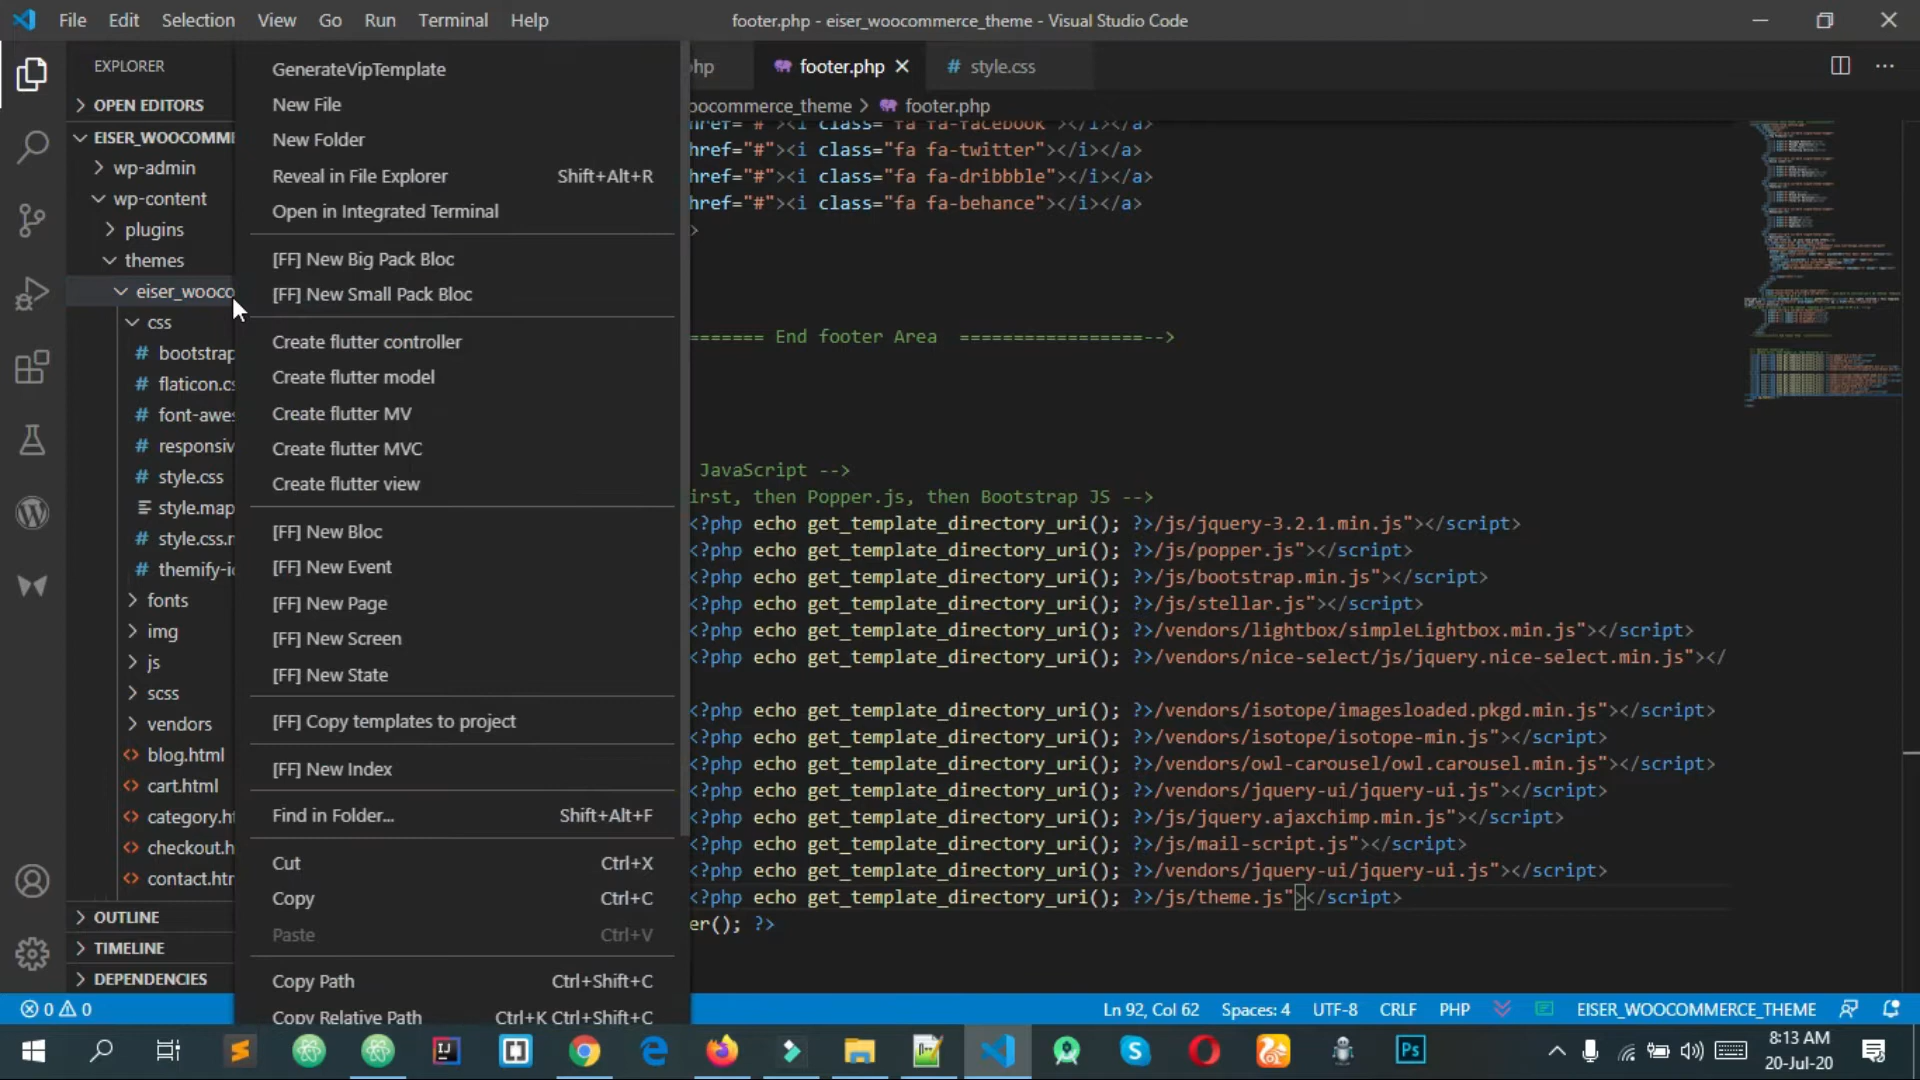 File Edit Selection View Go Run Terminal Help
footer.php - eiser_woocommerce_theme - Visual Studio Code
EXPLORER
OPEN EDITORS
EISER_WOOCOMME
wp-admin
wp-content
plugins
themes
eiser_wooco
css
bootstrap
flaticon.cs
font-awes
responsiv
style.css
style.map
style.css.m
themify-ic
fonts
img
js
scss
vendors
blog.html
cart.html
category.ht
checkout.h
contact.htm
OUTLINE
TIMELINE
DEPENDENCIES
GenerateVipTemplate
New File
New Folder
Reveal in File Explorer Shift+Alt+R
Open in Integrated Terminal
[FF] New Big Pack Bloc
[FF] New Small Pack Bloc
Create flutter controller
Create flutter model
Create flutter MV
Create flutter MVC
Create flutter view
[FF] New Bloc
[FF] New Event
[FF] New Page
[FF] New Screen
[FF] New State
[FF] Copy templates to project
[FF] New Index
Find in Folder... Shift+Alt+F
Cut Ctrl+X
Copy Ctrl+C
Paste Ctrl+V
Copy Path Ctrl+Shift+C
Copy Relative Path Ctrl+K Ctrl+Shift+C
hp footer.php style.css
oocommerce_theme > footer.php
href="#"><i class="fa fa-facebook"></i></a>
href="#"><i class="fa fa-twitter"></i></a>
href="#"><i class="fa fa-dribbble"></i></a>
href="#"><i class="fa fa-behance"></i></a>
>
======= End footer Area =================-->
JavaScript -->
irst, then Popper.js, then Bootstrap JS -->
<?php echo get_template_directory_uri(); ?>/js/jquery-3.2.1.min.js"></script>
<?php echo get_template_directory_uri(); ?>/js/popper.js"></script>
<?php echo get_template_directory_uri(); ?>/js/bootstrap.min.js"></script>
<?php echo get_template_directory_uri(); ?>/js/stellar.js"></script>
<?php echo get_template_directory_uri(); ?>/vendors/lightbox/simpleLightbox.min.js"></script>
<?php echo get_template_directory_uri(); ?>/vendors/nice-select/js/jquery.nice-select.min.js"></
<?php echo get_template_directory_uri(); ?>/vendors/isotope/imagesloaded.pkgd.min.js"></script>
<?php echo get_template_directory_uri(); ?>/vendors/isotope/isotope-min.js"></script>
<?php echo get_template_directory_uri(); ?>/vendors/owl-carousel/owl.carousel.min.js"></script>
<?php echo get_template_directory_uri(); ?>/vendors/jquery-ui/jquery-ui.js"></script>
<?php echo get_template_directory_uri(); ?>/js/jquery.ajaxchimp.min.js"></script>
<?php echo get_template_directory_uri(); ?>/js/mail-script.js"></script>
<?php echo get_template_directory_uri(); ?>/vendors/jquery-ui/jquery-ui.js"></script>
<?php echo get_template_directory_uri(); ?>/js/theme.js"></script>
er(); ?>
0 0 Ln 92, Col 62 Spaces: 4 UTF-8 CRLF PHP EISER_WOOCOMMERCE_THEME
8:13 AM
20-Jul-20